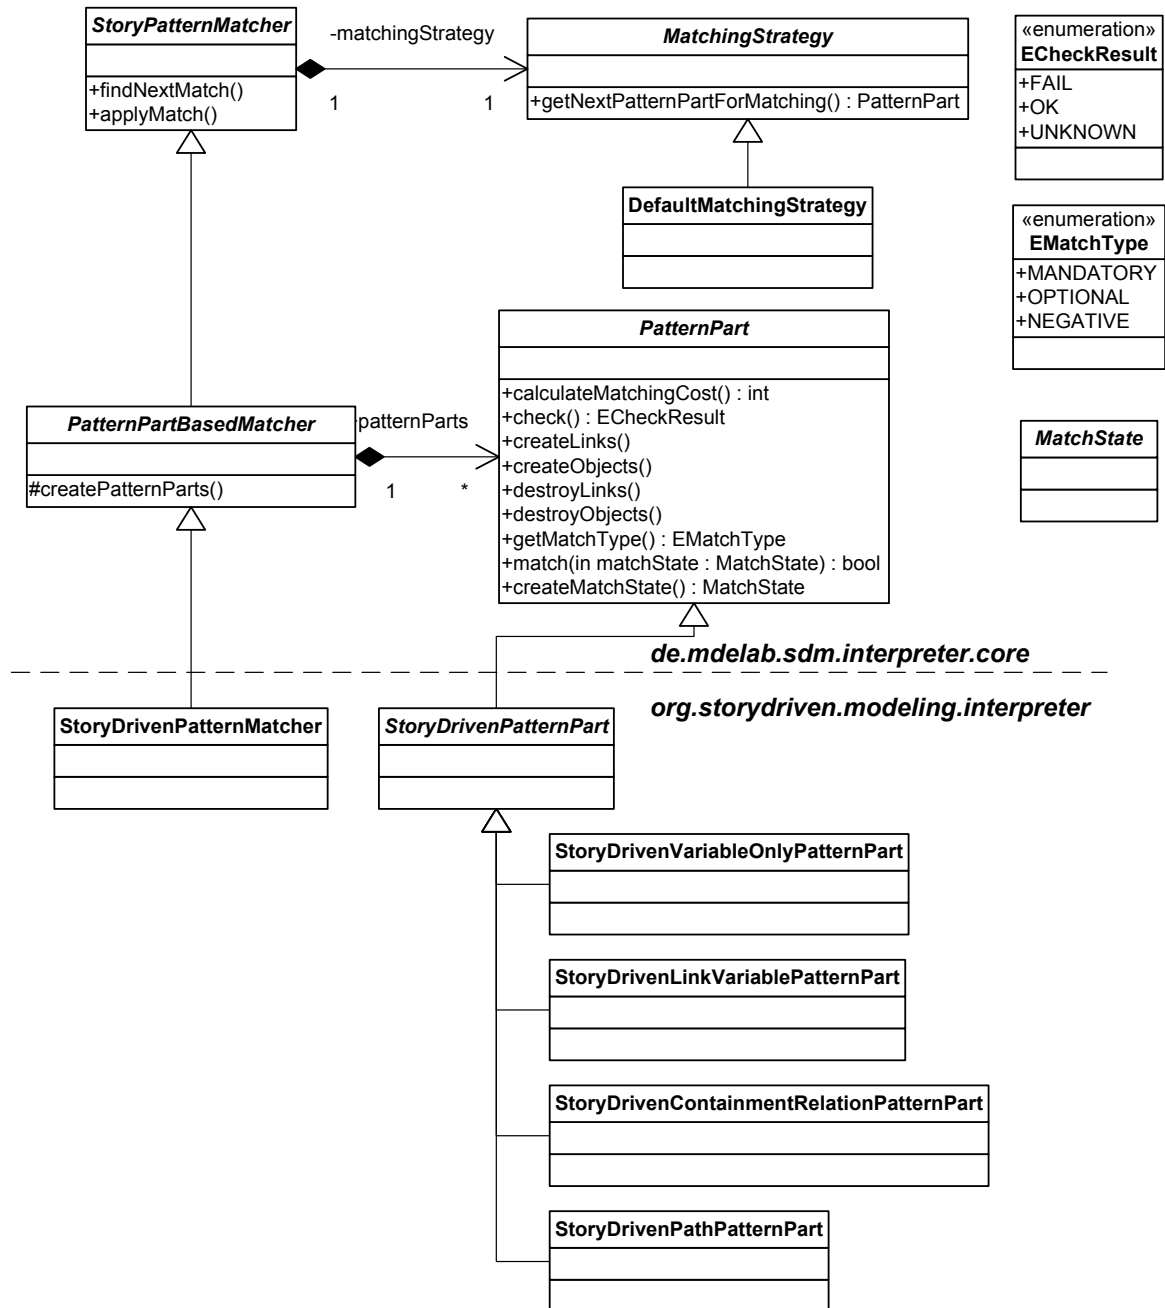 StoryPatternMatcher
+findNextMatch()
+applyMatch()
-matchingStrategy
1
1
MatchingStrategy
+getNextPatternPartForMatching() : PatternPart
«enumeration»
ECheckResult
+FAIL
+OK
+UNKNOWN
DefaultMatchingStrategy
«enumeration»
EMatchType
+MANDATORY
+OPTIONAL
+NEGATIVE
PatternPart
+calculateMatchingCost() : int
+check() : ECheckResult
+createLinks()
+createObjects()
+destroyLinks()
+destroyObjects()
+getMatchType() : EMatchType
+match(in matchState : MatchState) : bool
+createMatchState() : MatchState
PatternPartBasedMatcher
#createPatternParts()
-patternParts
1
*
MatchState
de.mdelab.sdm.interpreter.core
org.storydriven.modeling.interpreter
StoryDrivenPatternMatcher
StoryDrivenPatternPart
StoryDrivenVariableOnlyPatternPart
StoryDrivenLinkVariablePatternPart
StoryDrivenContainmentRelationPatternPart
StoryDrivenPathPatternPart